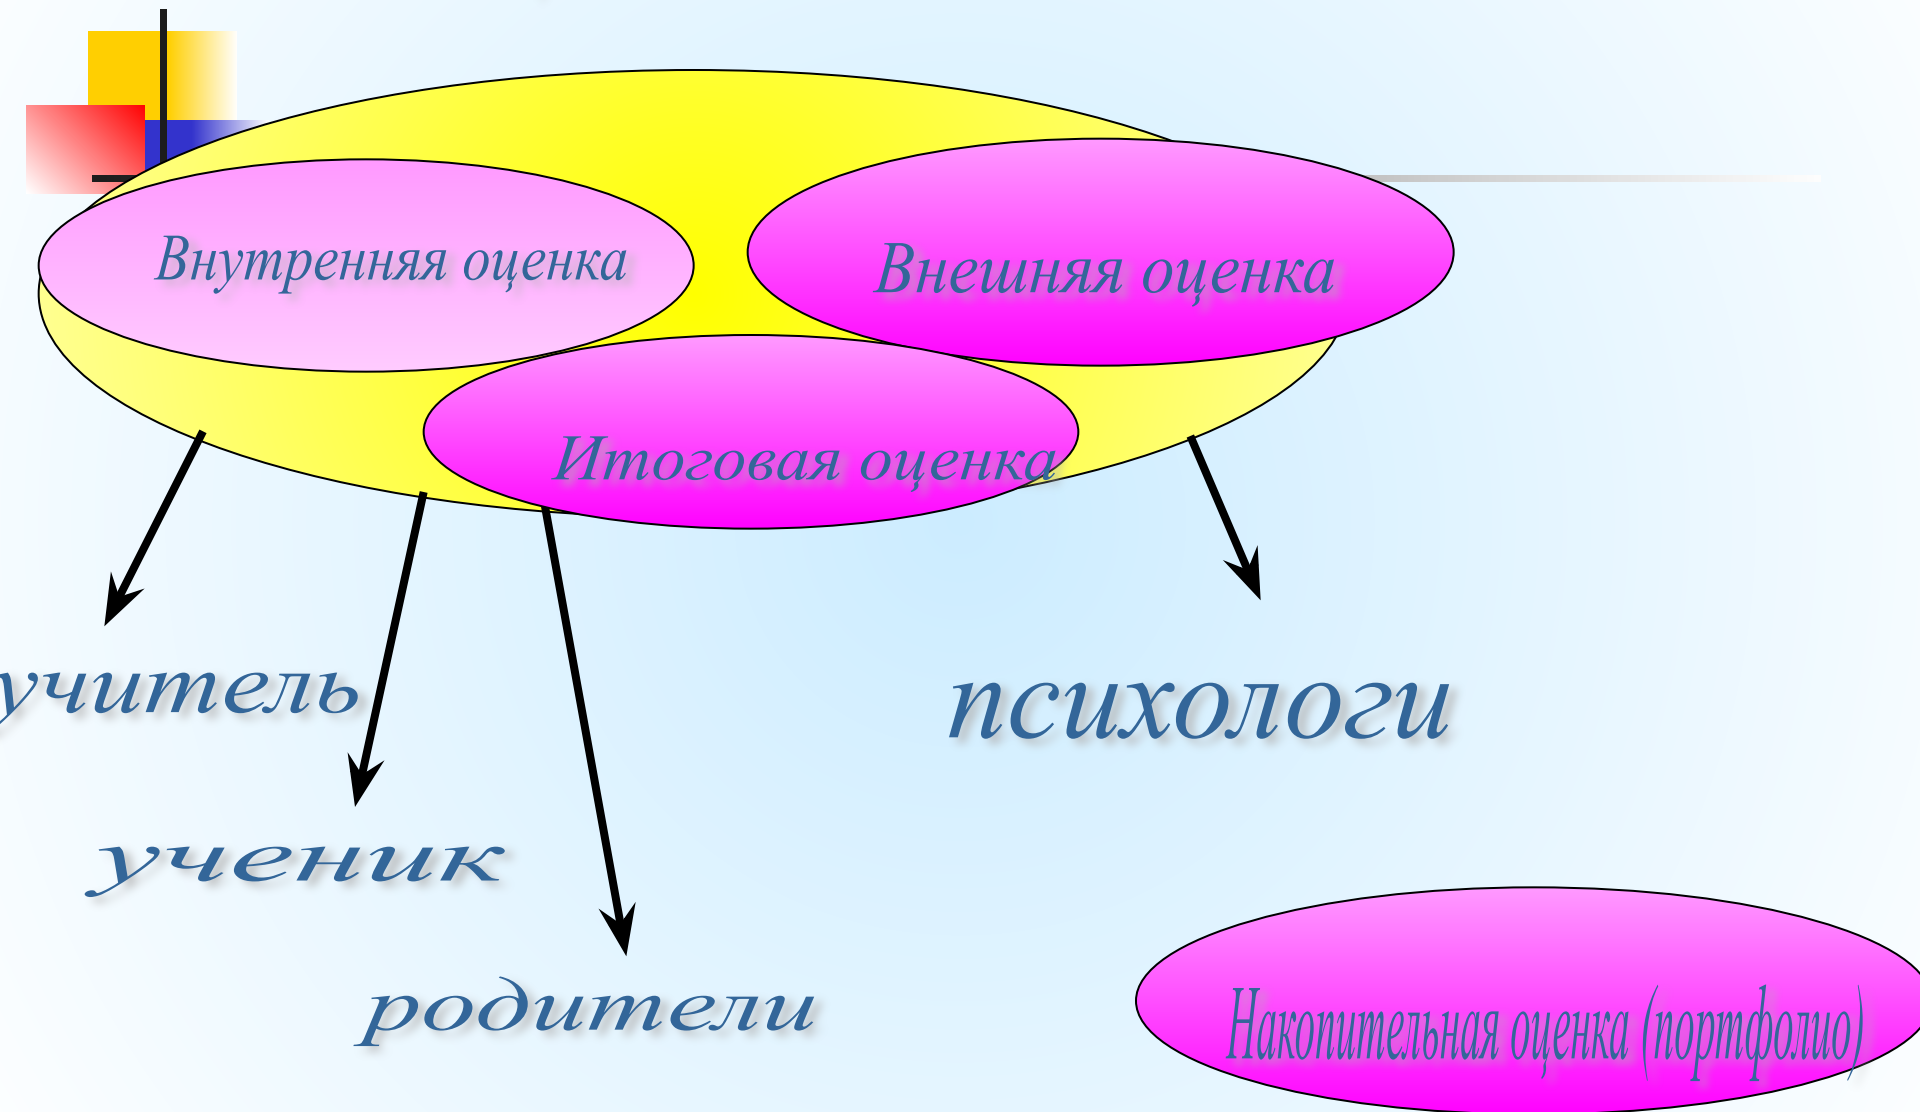 Внутренняя оценка
Внешняя оценка
Итоговая оценка
учитель
психологи
ученик
родители
Накопительная оценка (портфолио)